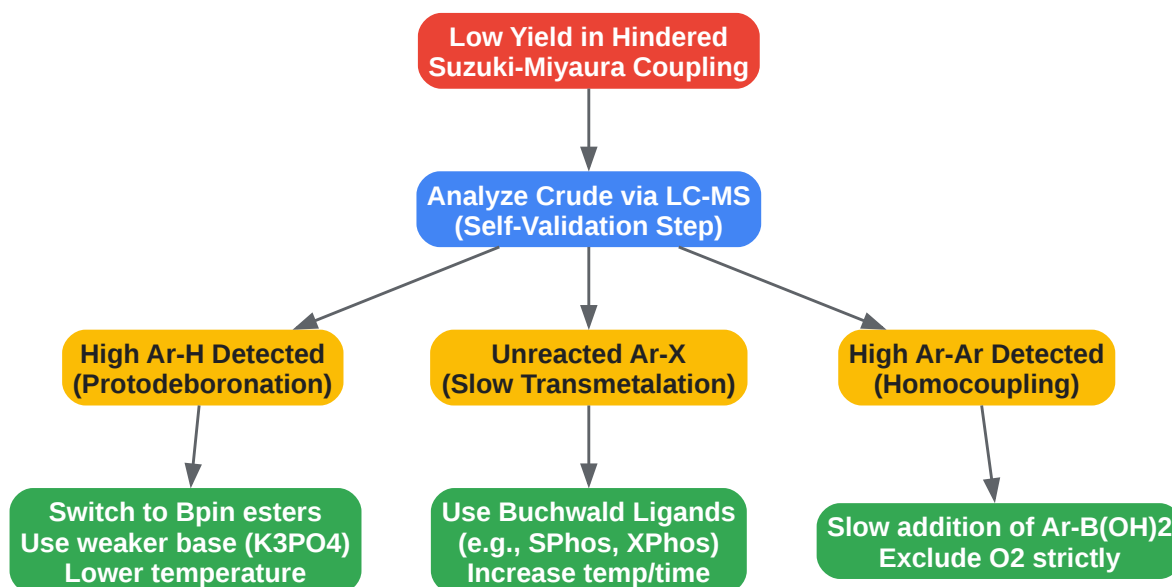 Low Yield in Hindered
Suzuki-Miyaura Coupling
Analyze Crude via LC-MS
(Self-Validation Step)
High Ar-H Detected
(Protodeboronation)
Unreacted Ar-X
(Slow Transmetalation)
High Ar-Ar Detected
(Homocoupling)
Switch to Bpin esters
Use weaker base (K3PO4)
Lower temperature
Use Buchwald Ligands
(e.g., SPhos, XPhos)
Increase temp/time
Slow addition of Ar-B(OH)2
Exclude O2 strictly